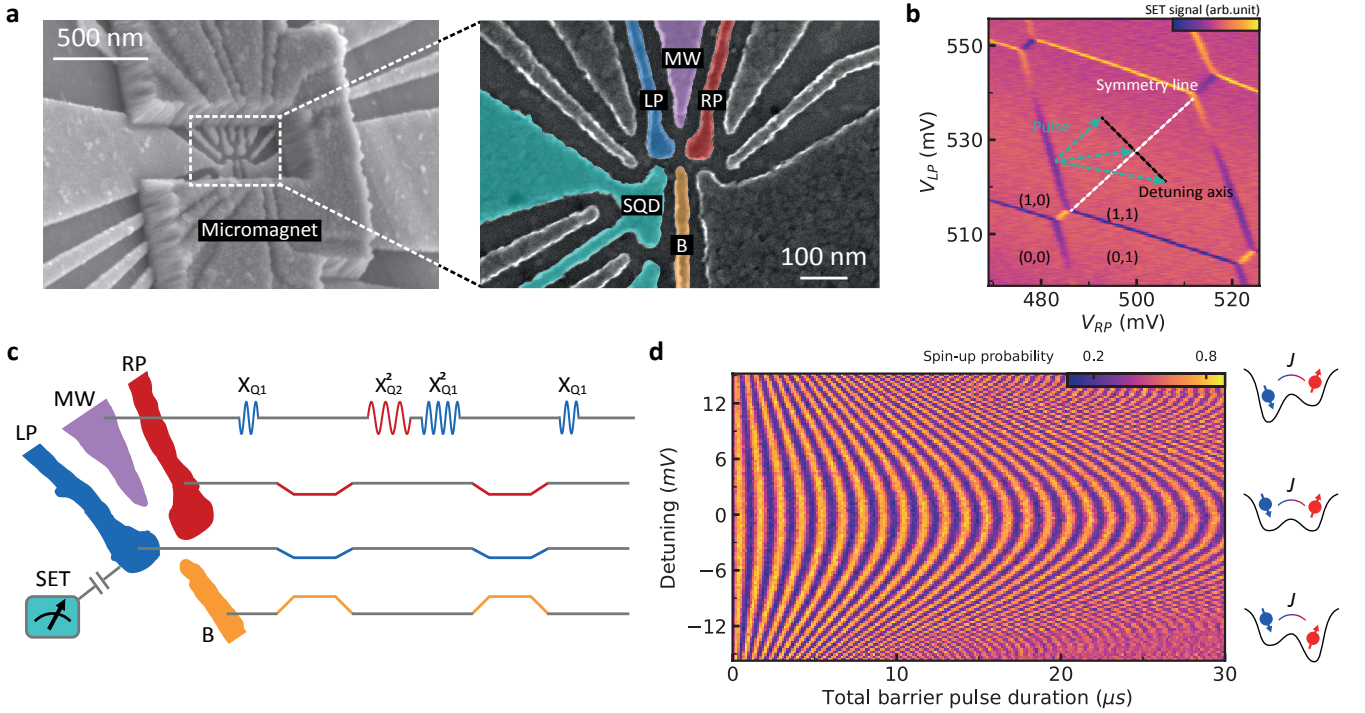 a
500 nm
Micromagnet
MW
LP
RP
SQD
B
100 nm
b
SET signal (arb.unit)
V_LP (mV)
550
530
510
Symmetry line
Pulse
Detuning axis
(1,0)
(1,1)
(0,0)
(0,1)
480
500
520
V_RP (mV)
c
RP
MW
LP
SET
B
X_Q1
X²_Q2
X²_Q1
X_Q1
d
Spin-up probability
0.2
0.8
Detuning (mV)
12
6
0
−6
−12
0
10
20
30
Total barrier pulse duration (μs)
J
J
J